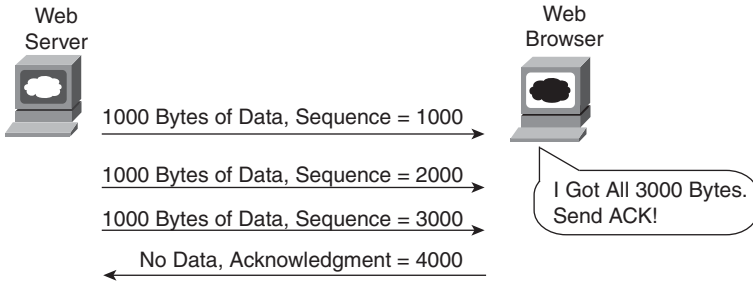 Web
Server
Web
Browser
1000 Bytes of Data, Sequence = 1000
1000 Bytes of Data, Sequence = 2000
1000 Bytes of Data, Sequence = 3000
No Data, Acknowledgment = 4000
I Got All 3000 Bytes.
Send ACK!